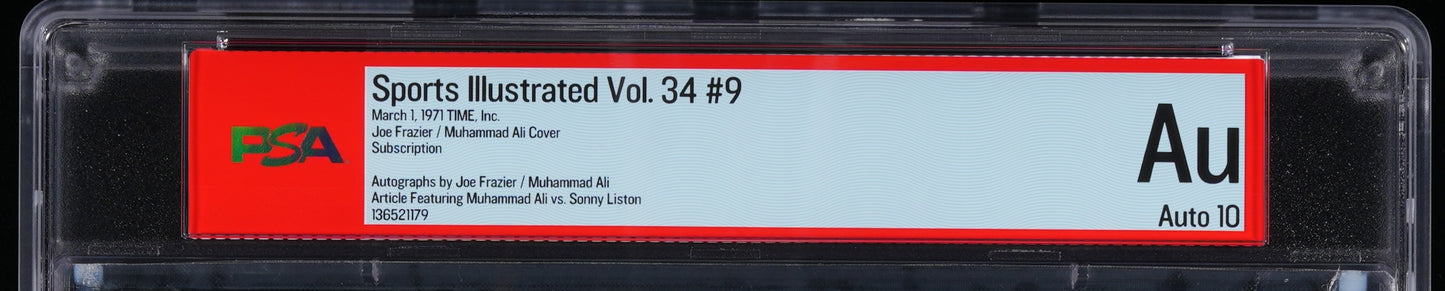 PSA
Sports Illustrated Vol. 34 #9
March 1, 1971 TIME, Inc.
Joe Frazier / Muhammad Ali Cover
Subscription
Autographs by Joe Frazier / Muhammad Ali
Article Featuring Muhammad Ali vs. Sonny Liston
136521179
Au
Auto 10